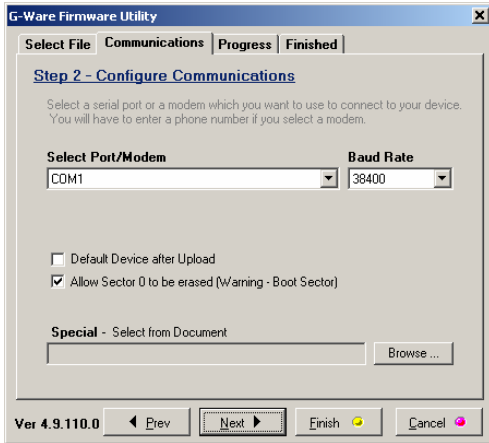 G-Ware Firmware Utility
Select File Communications Progress Finished
Step 2 - Configure Communications
Select a serial port or a modem which you want to use to connect to your device.
You will have to enter a phone number if you select a modem.
Select Port/Modem Baud Rate
COM1 38400
Default Device after Upload
Allow Sector 0 to be erased (Warning - Boot Sector)
Special - Select from Document
Browse ...
Ver 4.9.110.0 Prev Next Finish Cancel